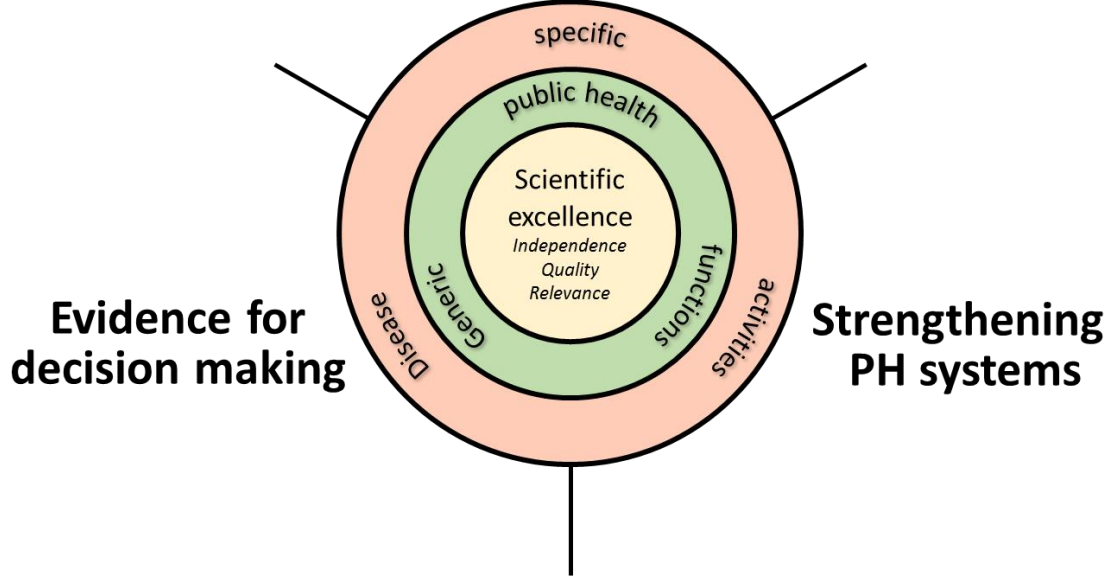 Disease specific activities
Generic public health functions
Scientific
excellence
Independence
Quality
Relevance
Evidence for
decision making
Strengthening
PH systems